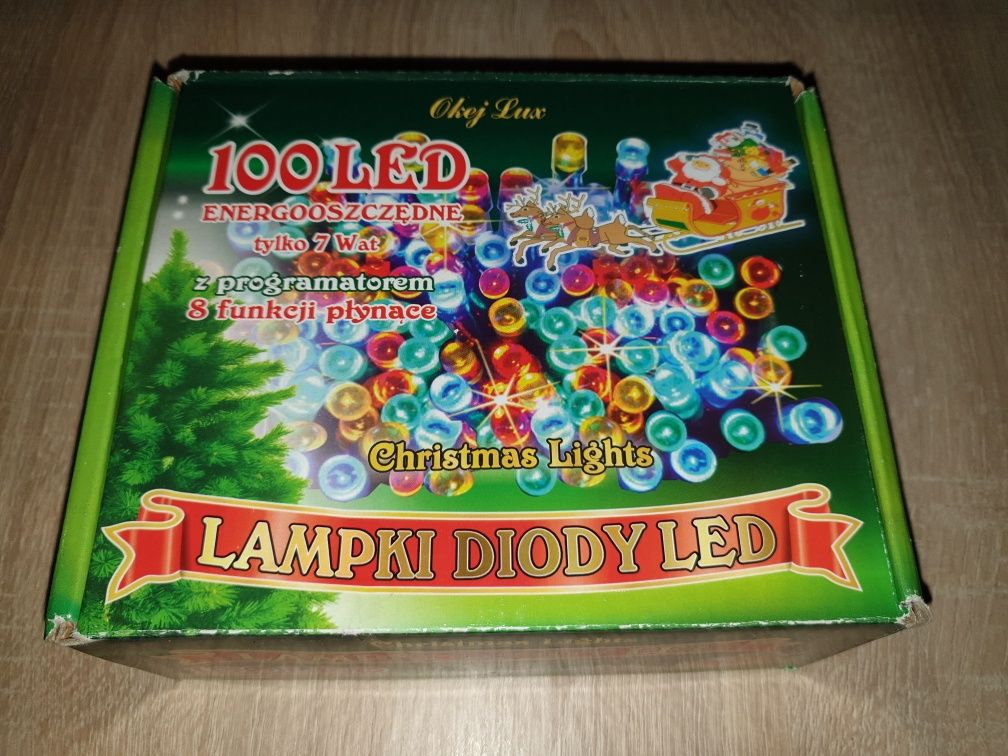 Okej Lux
100 LED
ENERGOOSZCZĘDNE
tylko 7 Wat
z programatorem
8 funkcji płynące
Christmas Lights
LAMPKI DIODY LED